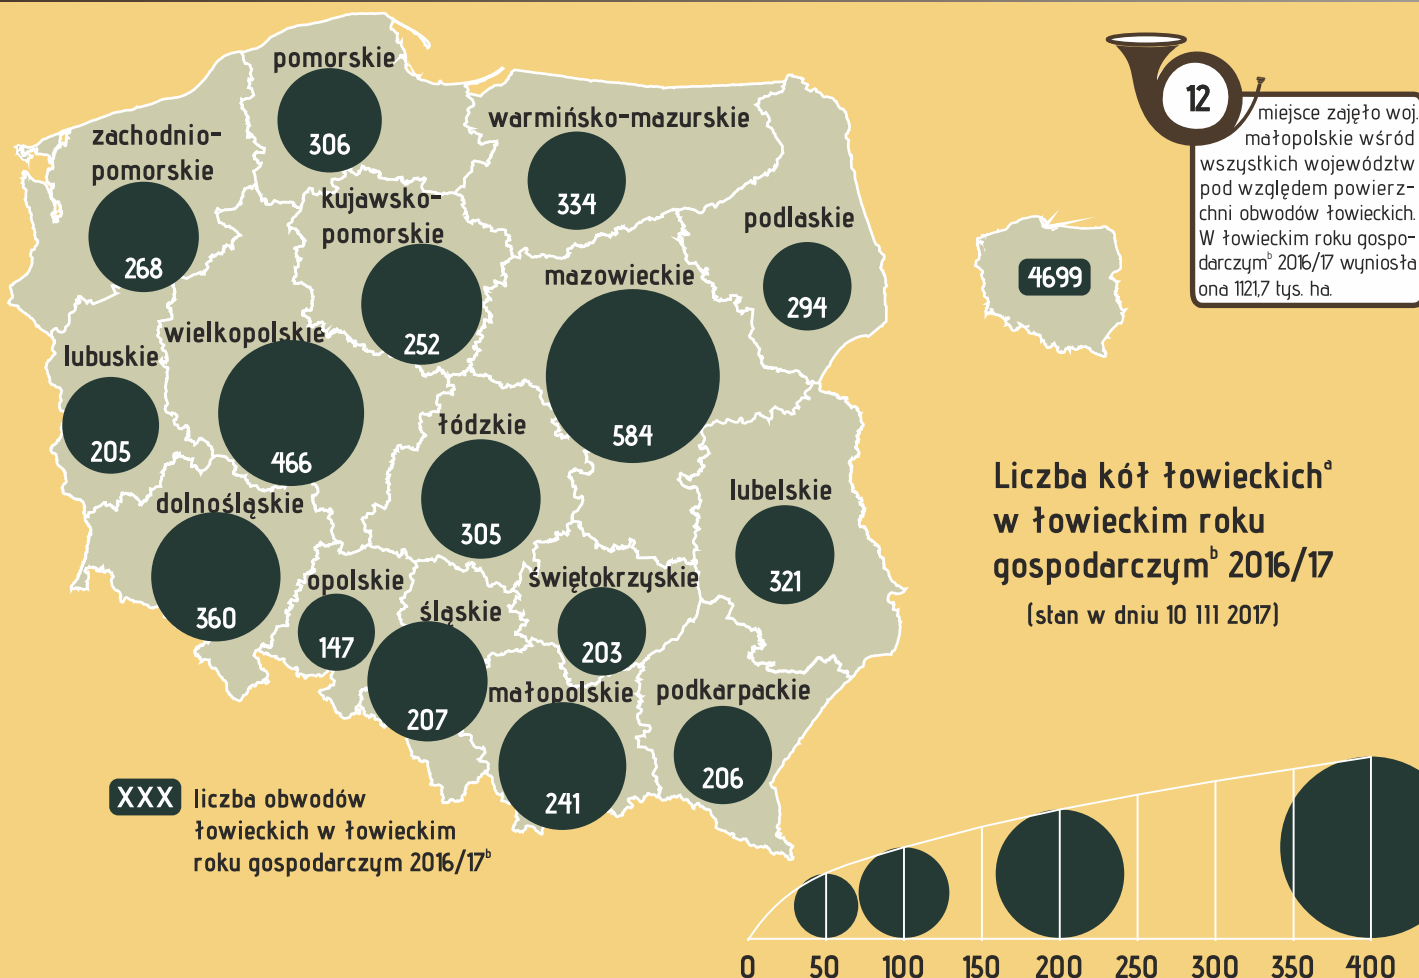 pomorskie
306
zachodnio-
pomorskie
268
warmińsko-mazurskie
334
kujawsko-
pomorskie
252
podlaskie
294
mazowieckie
584
wielkopolskie
466
lubuskie
205
łódzkie
305
dolnośląskie
360
lubelskie
321
opolskie
147
śląskie
207
świętokrzyskie
203
małopolskie
241
podkarpackie
206
4699
12
miejsce zajęło woj.
małopolskie wśród
wszystkich województw
pod względem powierz-
chni obwodów łowieckich.
W łowieckim roku gospo-
darczymᵇ 2016/17 wyniosła
ona 1121,7 tys. ha.
Liczba kół łowieckichᵃ
w łowieckim roku
gospodarczymᵇ 2016/17
(stan w dniu 10 III 2017)
XXX liczba obwodów
łowieckich w łowieckim
roku gospodarczym 2016/17ᵇ
0 50 100 150 200 250 300 350 400